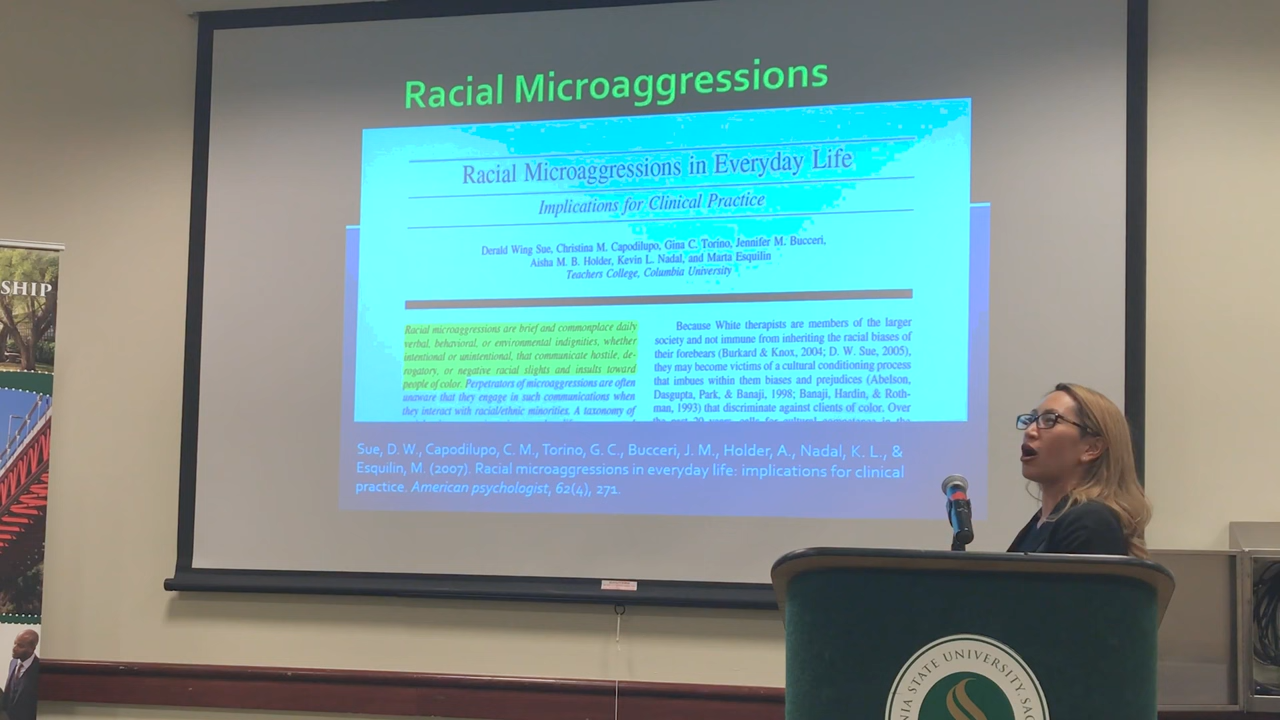 Racial Microaggressions
Racial Microaggressions in Everyday Life
Implications for Clinical Practice
Derald Wing Sue, Christina M. Capodilupo, Gina C. Torino, Jennifer M. Bucceri,
Aisha M. B. Holder, Kevin L. Nadal, and Marta Esquilin
Teachers College, Columbia University
Racial microaggressions are brief and commonplace daily
verbal, behavioral, or environmental indignities, whether
intentional or unintentional, that communicate hostile, de-
rogatory, or negative racial slights and insults toward
people of color. Perpetrators of microaggressions are often
unaware that they engage in such communications when
they interact with racial/ethnic minorities. A taxonomy of
Because White therapists are members of the larger
society and not immune from inheriting the racial biases of
their forebears (Burkard & Knox, 2004; D. W. Sue, 2005),
they may become victims of a cultural conditioning process
that imbues within them biases and prejudices (Abelson,
Dasgupta, Park, & Banaji, 1998; Banaji, Hardin, & Roth-
man, 1993) that discriminate against clients of color. Over
Sue, D. W., Capodilupo, C. M., Torino, G. C., Bucceri, J. M., Holder, A., Nadal, K. L., &
Esquilin, M. (2007). Racial microaggressions in everyday life: implications for clinical
practice. American psychologist, 62(4), 271.
SHIP
NIA STATE UNIVERSITY, SAC